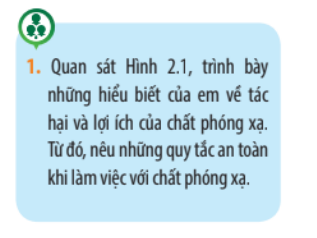 1. Quan sát Hình 2.1, trình bày
những hiểu biết của em về tác
hại và lợi ích của chất phóng xạ.
Từ đó, nêu những quy tắc an toàn
khi làm việc với chất phóng xạ.